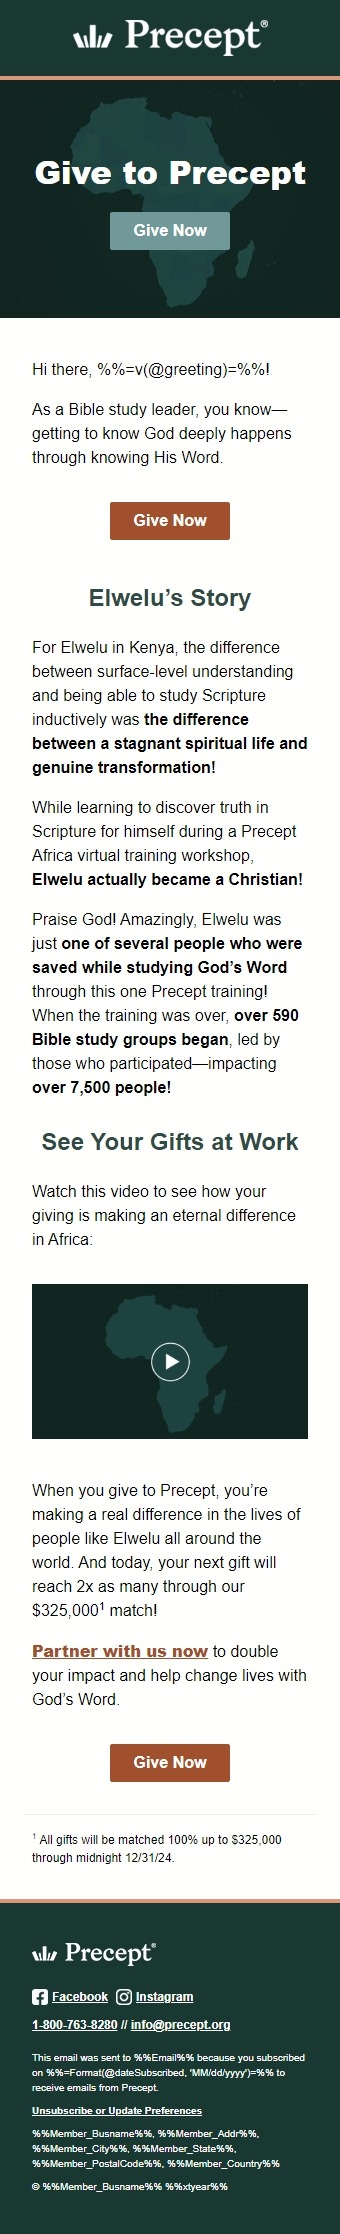 Precept®
Give to Precept
Give Now
Hi there, %%=v(@greeting)=%%!
As a Bible study leader, you know—
getting to know God deeply happens
through knowing His Word.
Give Now
Elwelu’s Story
For Elwelu in Kenya, the difference
between surface-level understanding
and being able to study Scripture
inductively was the difference
between a stagnant spiritual life and
genuine transformation!
While learning to discover truth in
Scripture for himself during a Precept
Africa virtual training workshop,
Elwelu actually became a Christian!
Praise God! Amazingly, Elwelu was
just one of several people who were
saved while studying God’s Word
through this one Precept training!
When the training was over, over 590
Bible study groups began, led by
those who participated—impacting
over 7,500 people!
See Your Gifts at Work
Watch this video to see how your
giving is making an eternal difference
in Africa:
When you give to Precept, you’re
making a real difference in the lives of
people like Elwelu all around the
world. And today, your next gift will
reach 2x as many through our
$325,000¹ match!
Partner with us now to double
your impact and help change lives with
God’s Word.
Give Now
¹ All gifts will be matched 100% up to $325,000
through midnight 12/31/24.
Precept®
Facebook Instagram
1-800-763-8280 // info@precept.org
This email was sent to %%Email%% because you subscribed
on %%=Format(@dateSubscribed, 'MM/dd/yyyy')=%% to
receive emails from Precept.
Unsubscribe or Update Preferences
%%Member_Busname%%, %%Member_Addr%%,
%%Member_City%%, %%Member_State%%,
%%Member_PostalCode%%, %%Member_Country%%
© %%Member_Busname%% %%xtyear%%